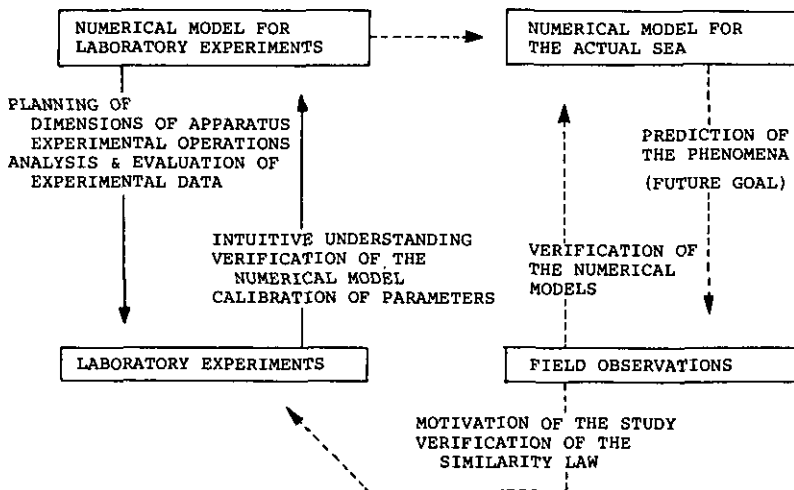 NUMERICAL MODEL FOR
LABORATORY EXPERIMENTS
NUMERICAL MODEL FOR
THE ACTUAL SEA
PLANNING OF
DIMENSIONS OF APPARATUS
EXPERIMENTAL OPERATIONS
ANALYSIS & EVALUATION OF
EXPERIMENTAL DATA
PREDICTION OF
THE PHENOMENA
(FUTURE GOAL)
INTUITIVE UNDERSTANDING
VERIFICATION OF THE
NUMERICAL MODEL
CALIBRATION OF PARAMETERS
VERIFICATION OF
THE NUMERICAL
MODELS
LABORATORY EXPERIMENTS
FIELD OBSERVATIONS
MOTIVATION OF THE STUDY
VERIFICATION OF THE
SIMILARITY LAW